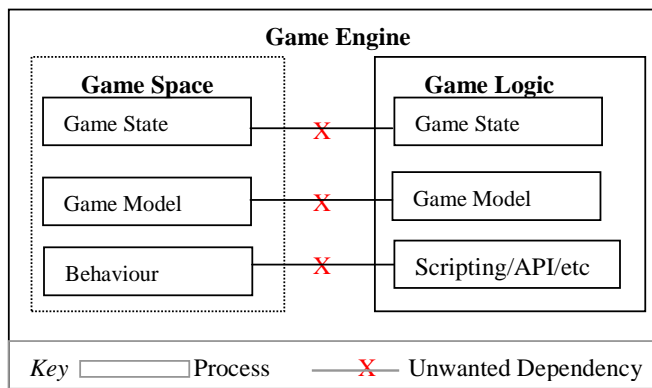 Game Engine
Game Space
Game Logic
Game State
X
Game State
Game Model
X
Game Model
Behaviour
X
Scripting/API/etc
Key
Process
X
Unwanted Dependency